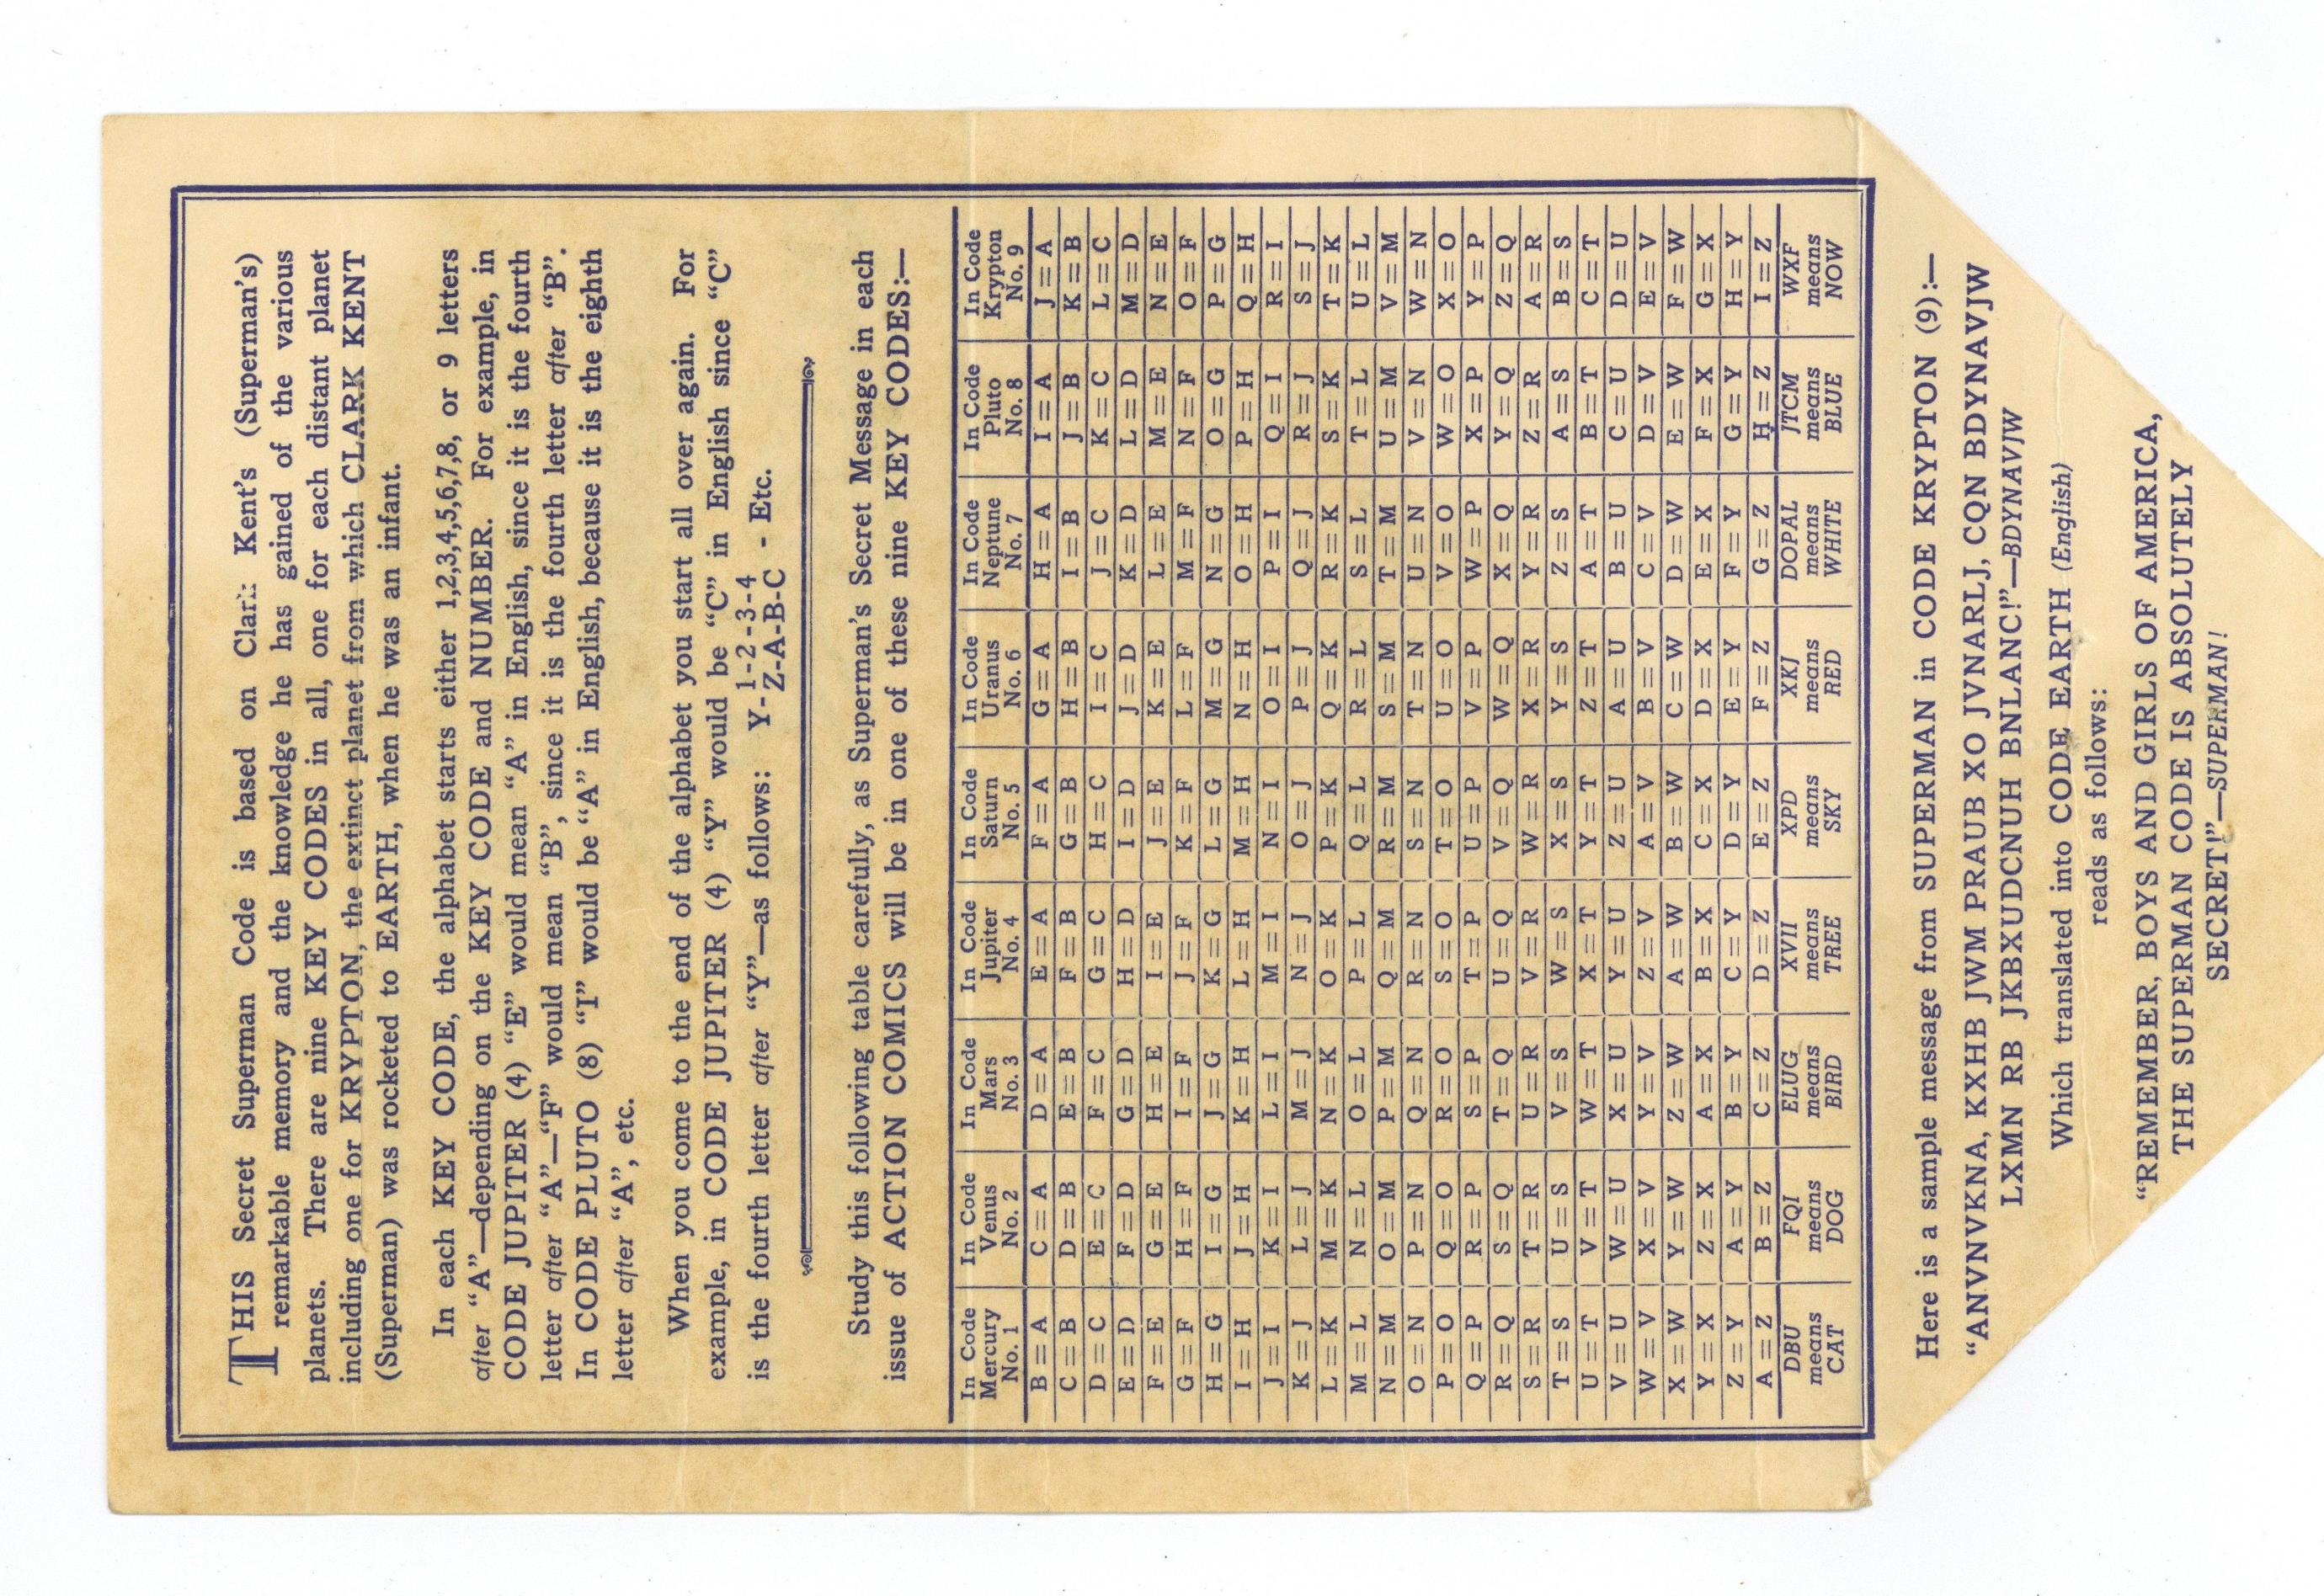 THIS Secret Superman Code is based on Clark Kent's (Superman's)
remarkable memory and the knowledge he has gained of the various
planets. There are nine KEY CODES in all, one for each distant planet
including one for KRYPTON, the extinct planet from which CLARK KENT
(Superman) was rocketed to EARTH, when he was an infant.
In each KEY CODE, the alphabet starts either 1,2,3,4,5,6,7,8, or 9 letters
after “A”—depending on the KEY CODE and NUMBER. For example, in
CODE JUPITER (4) “E” would mean “A” in English, since it is the fourth
letter after “A”—“F” would mean “B”, since it is the fourth letter after “B”.
In CODE PLUTO (8) “I” would be “A” in English, because it is the eighth
letter after “A”, etc.
When you come to the end of the alphabet you start all over again. For
example, in CODE JUPITER (4) “Y” would be “C” in English since “C”
is the fourth letter after “Y”—as follows: Y- 1-2-3-4
Z-A-B-C - Etc.
Study this following table carefully, as Superman's Secret Message in each
issue of ACTION COMICS will be in one of these nine KEY CODES:—
In Code In Code In Code In Code In Code In Code In Code In Code In Code
Mercury Venus Mars Jupiter Saturn Uranus Neptune Pluto Krypton
No. 1 No. 2 No. 3 No. 4 No. 5 No. 6 No. 7 No. 8 No. 9
B=A C=A D=A E=A F=A G=A H=A I=A J=A
C=B D=B E=B F=B G=B H=B I=B J=B K=B
D=C E=C F=C G=C H=C I=C J=C K=C L=C
E=D F=D G=D H=D I=D J=D K=D L=D M=D
F=E G=E H=E I=E J=E K=E L=E M=E N=E
G=F H=F I=F J=F K=F L=F M=F N=F O=F
H=G I=G J=G K=G L=G M=G N=G O=G P=G
I=H J=H K=H L=H M=H N=H O=H P=H Q=H
J=I K=I L=I M=I N=I O=I P=I Q=I R=I
K=J L=J M=J N=J O=J P=J Q=J R=J S=J
L=K M=K N=K O=K P=K Q=K R=K S=K T=K
M=L N=L O=L P=L Q=L R=L S=L T=L U=L
N=M O=M P=M Q=M R=M S=M T=M U=M V=M
O=N P=N Q=N R=N S=N T=N U=N V=N W=N
P=O Q=O R=O S=O T=O U=O V=O W=O X=O
Q=P R=P S=P T=P U=P V=P W=P X=P Y=P
R=Q S=Q T=Q U=Q V=Q W=Q X=Q Y=Q Z=Q
S=R T=R U=R V=R W=R X=R Y=R Z=R A=R
T=S U=S V=S W=S X=S Y=S Z=S A=S B=S
U=T V=T W=T X=T Y=T Z=T A=T B=T C=T
V=U W=U X=U Y=U Z=U A=U B=U C=U D=U
W=V X=V Y=V Z=V A=V B=V C=V D=V E=V
X=W Y=W Z=W A=W B=W C=W D=W E=W F=W
Y=X Z=X A=X B=X C=X D=X E=X F=X G=X
Z=Y A=Y B=Y C=Y D=Y E=Y F=Y G=Y H=Y
A=Z B=Z C=Z D=Z E=Z F=Z G=Z H=Z I=Z
DBU FQI ELUG XVII XPD XKJ DOPAL JTCM WXF
means means means means means means means means means
CAT DOG BIRD TREE SKY RED WHITE BLUE NOW
Here is a sample message from SUPERMAN in CODE KRYPTON (9):—
“ANVNVKNA, KXHB JWM PRAUB XO JVNARLJ, CQN BDYNAVJW
LXMN RB JKBXUDCNUH BNLANC!”—BDYNAVJW
Which translated into CODE EARTH (English)
reads as follows:
“REMEMBER, BOYS AND GIRLS OF AMERICA,
THE SUPERMAN CODE IS ABSOLUTELY
SECRET!”—SUPERMAN!